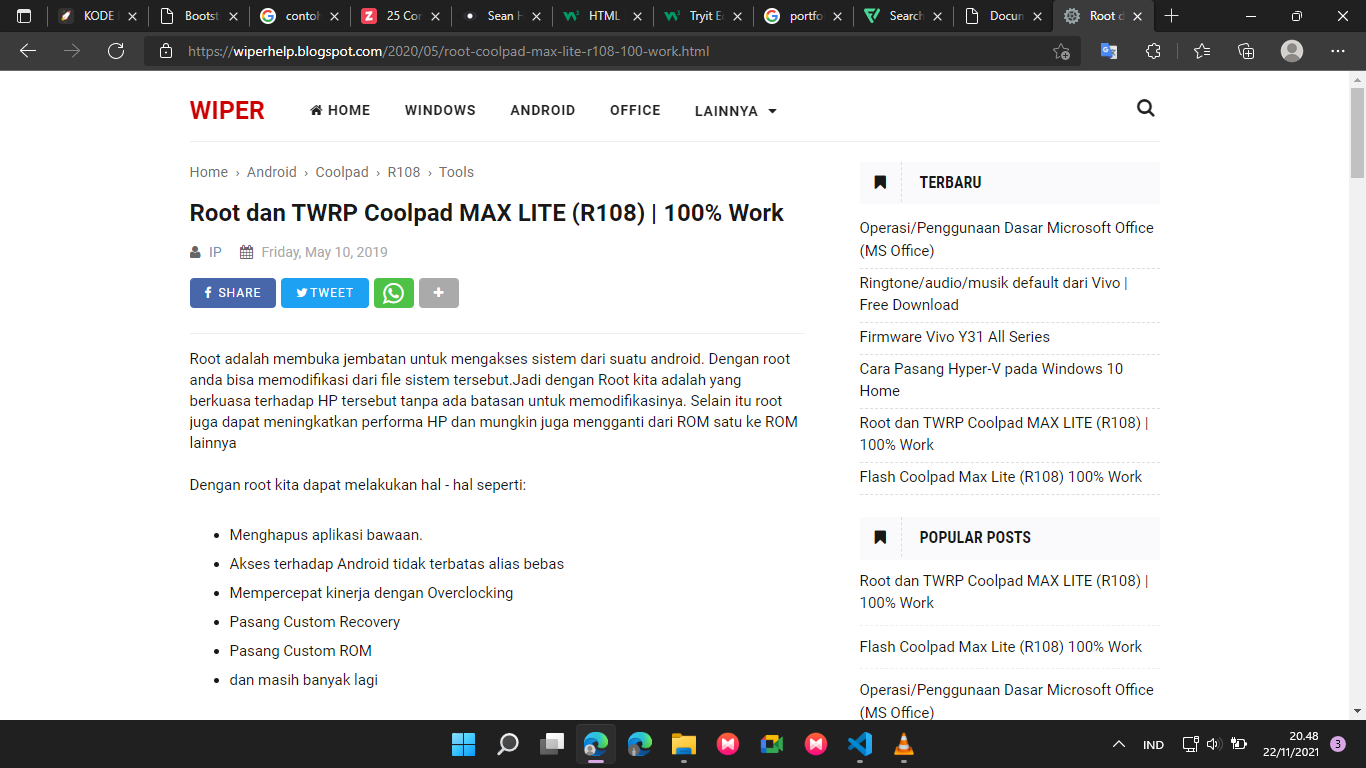 KODE
Bootst
contoh
25 Cor
Sean H
HTML
Tryit Ed
portfo
Search
Docun
Root d
https://wiperhelp.blogspot.com/2020/05/root-coolpad-max-lite-r108-100-work.html
WIPER
HOME
WINDOWS
ANDROID
OFFICE
LAINNYA
Home › Android › Coolpad › R108 › Tools
Root dan TWRP Coolpad MAX LITE (R108) | 100% Work
IP Friday, May 10, 2019
SHARE
TWEET
Root adalah membuka jembatan untuk mengakses sistem dari suatu android. Dengan root
anda bisa memodifikasi dari file sistem tersebut.Jadi dengan Root kita adalah yang
berkuasa terhadap HP tersebut tanpa ada batasan untuk memodifikasinya. Selain itu root
juga dapat meningkatkan performa HP dan mungkin juga mengganti dari ROM satu ke ROM
lainnya
Dengan root kita dapat melakukan hal - hal seperti:
• Menghapus aplikasi bawaan.
• Akses terhadap Android tidak terbatas alias bebas
• Mempercepat kinerja dengan Overclocking
• Pasang Custom Recovery
• Pasang Custom ROM
• dan masih banyak lagi
TERBARU
Operasi/Penggunaan Dasar Microsoft Office
(MS Office)
Ringtone/audio/musik default dari Vivo |
Free Download
Firmware Vivo Y31 All Series
Cara Pasang Hyper-V pada Windows 10
Home
Root dan TWRP Coolpad MAX LITE (R108) |
100% Work
Flash Coolpad Max Lite (R108) 100% Work
POPULAR POSTS
Root dan TWRP Coolpad MAX LITE (R108) |
100% Work
Flash Coolpad Max Lite (R108) 100% Work
Operasi/Penggunaan Dasar Microsoft Office
(MS Office)
IND
20.48
22/11/2021
3